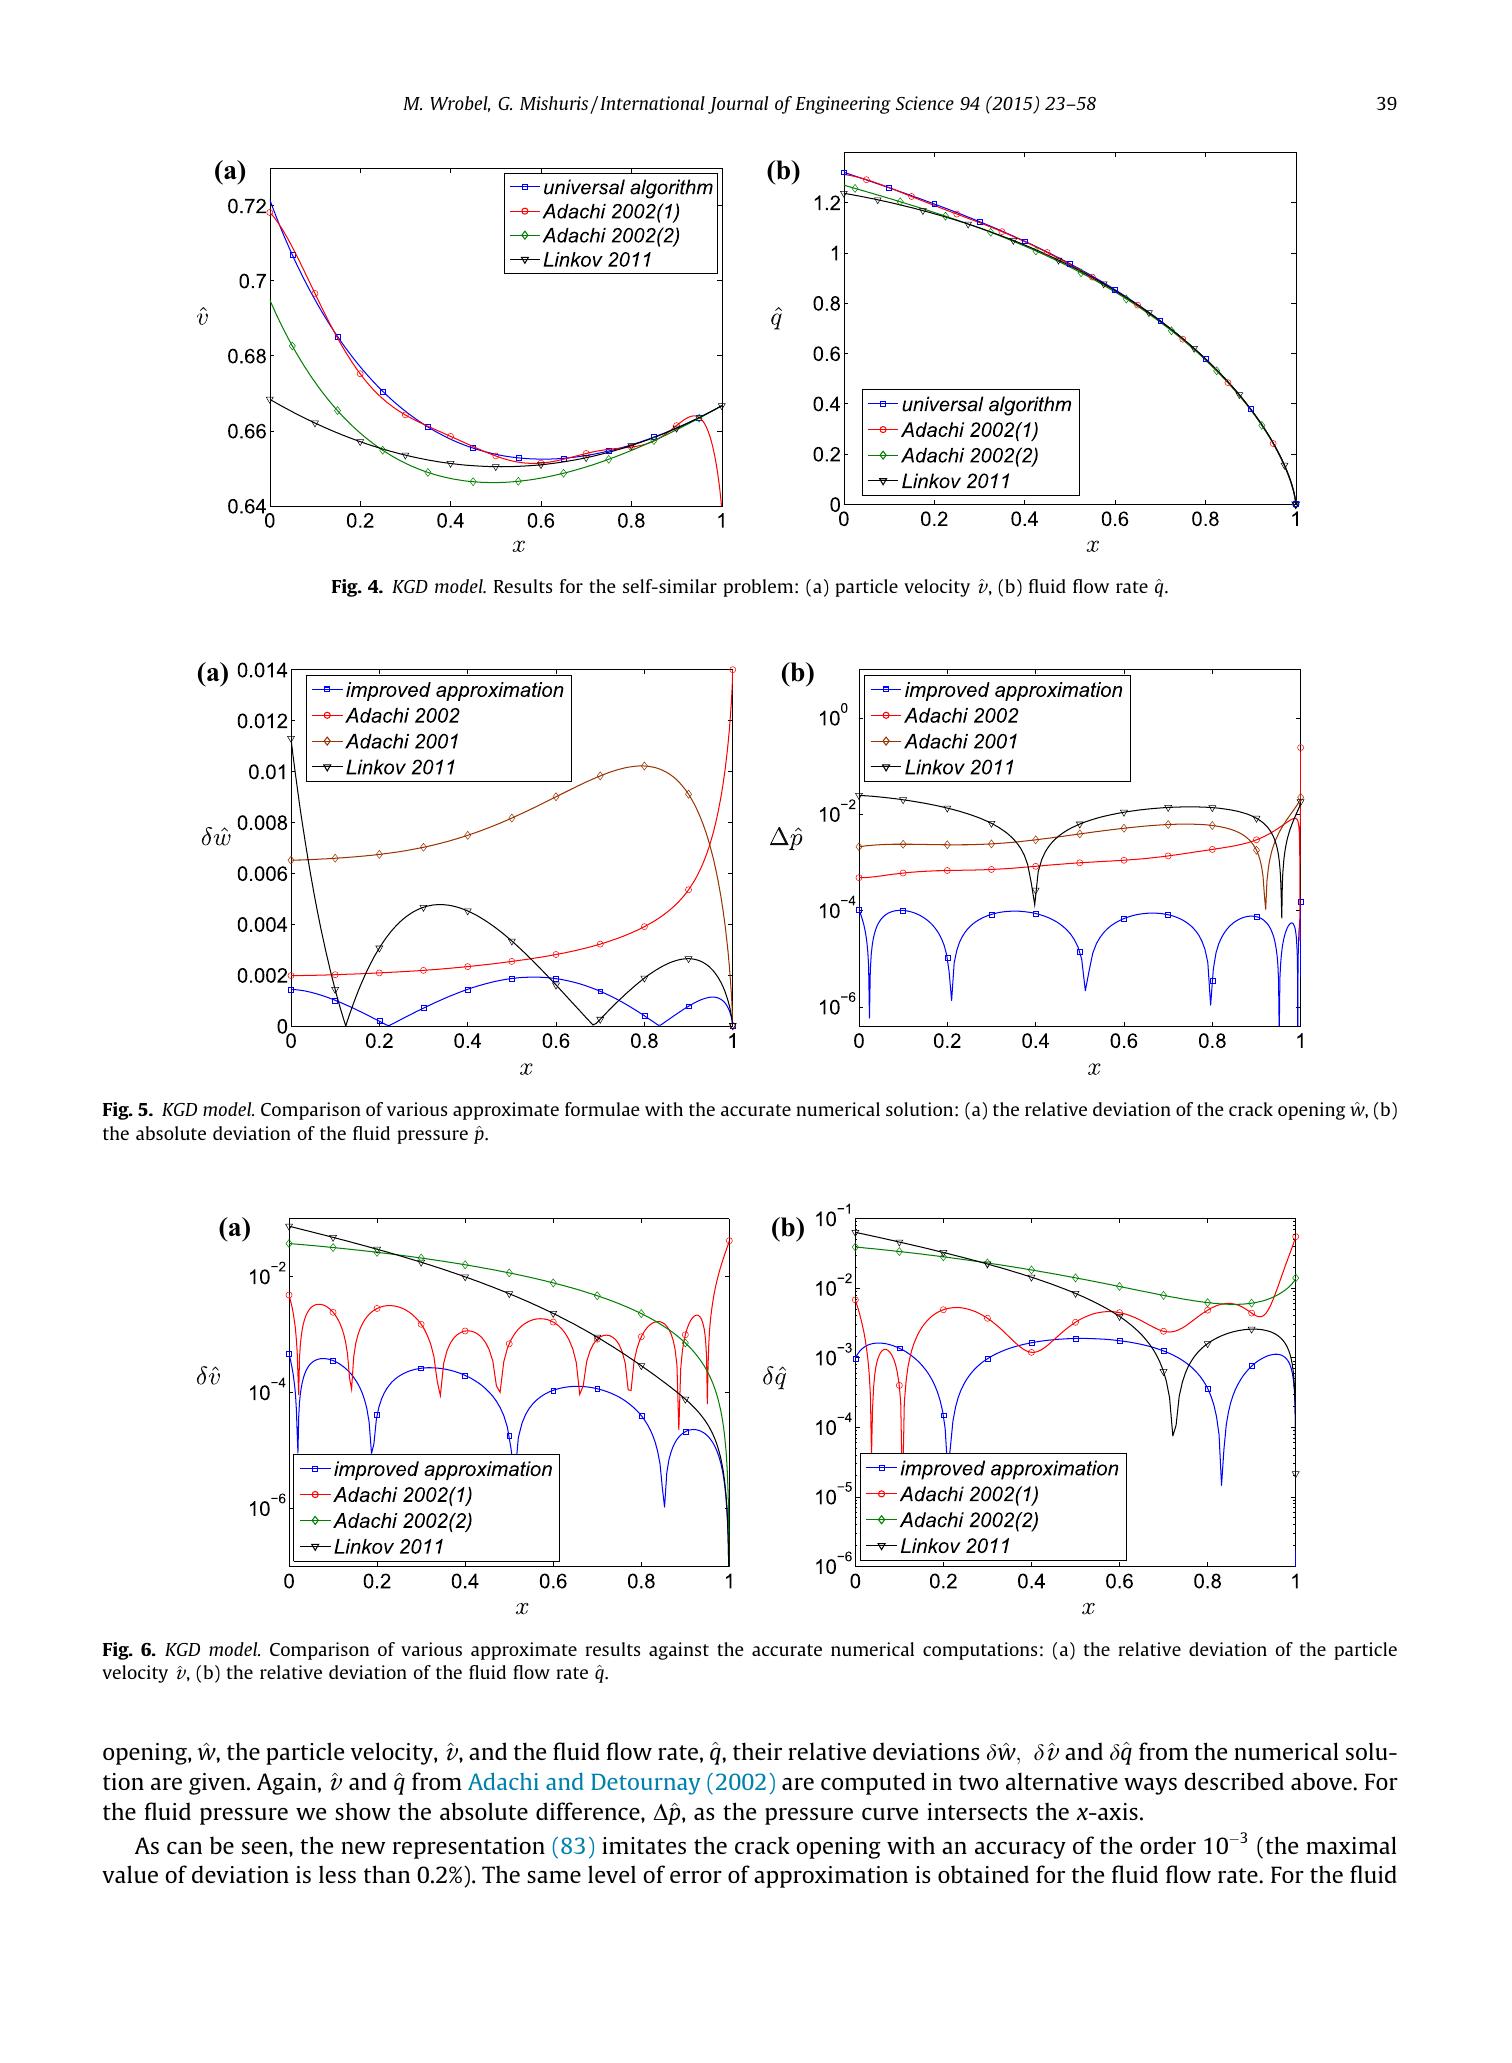 M. Wrobel, G. Mishuris / International Journal of Engineering Science 94 (2015) 23–58
39
(a)
universal algorithm
Adachi 2002(1)
Adachi 2002(2)
Linkov 2011
0.72
0.7
0.68
0.66
0.64
v̂
0 0.2 0.4 0.6 0.8 1
x
(b)
1.2
1
0.8
0.6
0.4
0.2
0
q̂
universal algorithm
Adachi 2002(1)
Adachi 2002(2)
Linkov 2011
0 0.2 0.4 0.6 0.8 1
x
Fig. 4. KGD model. Results for the self-similar problem: (a) particle velocity v̂, (b) fluid flow rate q̂.
(a)
0.014
0.012
0.01
0.008
0.006
0.004
0.002
0
δŵ
improved approximation
Adachi 2002
Adachi 2001
Linkov 2011
0 0.2 0.4 0.6 0.8 1
x
(b)
10⁰
10⁻²
10⁻⁴
10⁻⁶
Δp̂
improved approximation
Adachi 2002
Adachi 2001
Linkov 2011
0 0.2 0.4 0.6 0.8 1
x
Fig. 5. KGD model. Comparison of various approximate formulae with the accurate numerical solution: (a) the relative deviation of the crack opening ŵ, (b)
the absolute deviation of the fluid pressure p̂.
(a)
10⁻²
10⁻⁴
10⁻⁶
δv̂
improved approximation
Adachi 2002(1)
Adachi 2002(2)
Linkov 2011
0 0.2 0.4 0.6 0.8 1
x
(b)
10⁻¹
10⁻²
10⁻³
10⁻⁴
10⁻⁵
10⁻⁶
δq̂
improved approximation
Adachi 2002(1)
Adachi 2002(2)
Linkov 2011
0 0.2 0.4 0.6 0.8 1
x
Fig. 6. KGD model. Comparison of various approximate results against the accurate numerical computations: (a) the relative deviation of the particle
velocity v̂, (b) the relative deviation of the fluid flow rate q̂.
opening, ŵ, the particle velocity, v̂, and the fluid flow rate, q̂, their relative deviations δŵ, δv̂ and δq̂ from the numerical solu-
tion are given. Again, v̂ and q̂ from Adachi and Detournay (2002) are computed in two alternative ways described above. For
the fluid pressure we show the absolute difference, Δp̂, as the pressure curve intersects the x-axis.
As can be seen, the new representation (83) imitates the crack opening with an accuracy of the order 10⁻³ (the maximal
value of deviation is less than 0.2%). The same level of error of approximation is obtained for the fluid flow rate. For the fluid